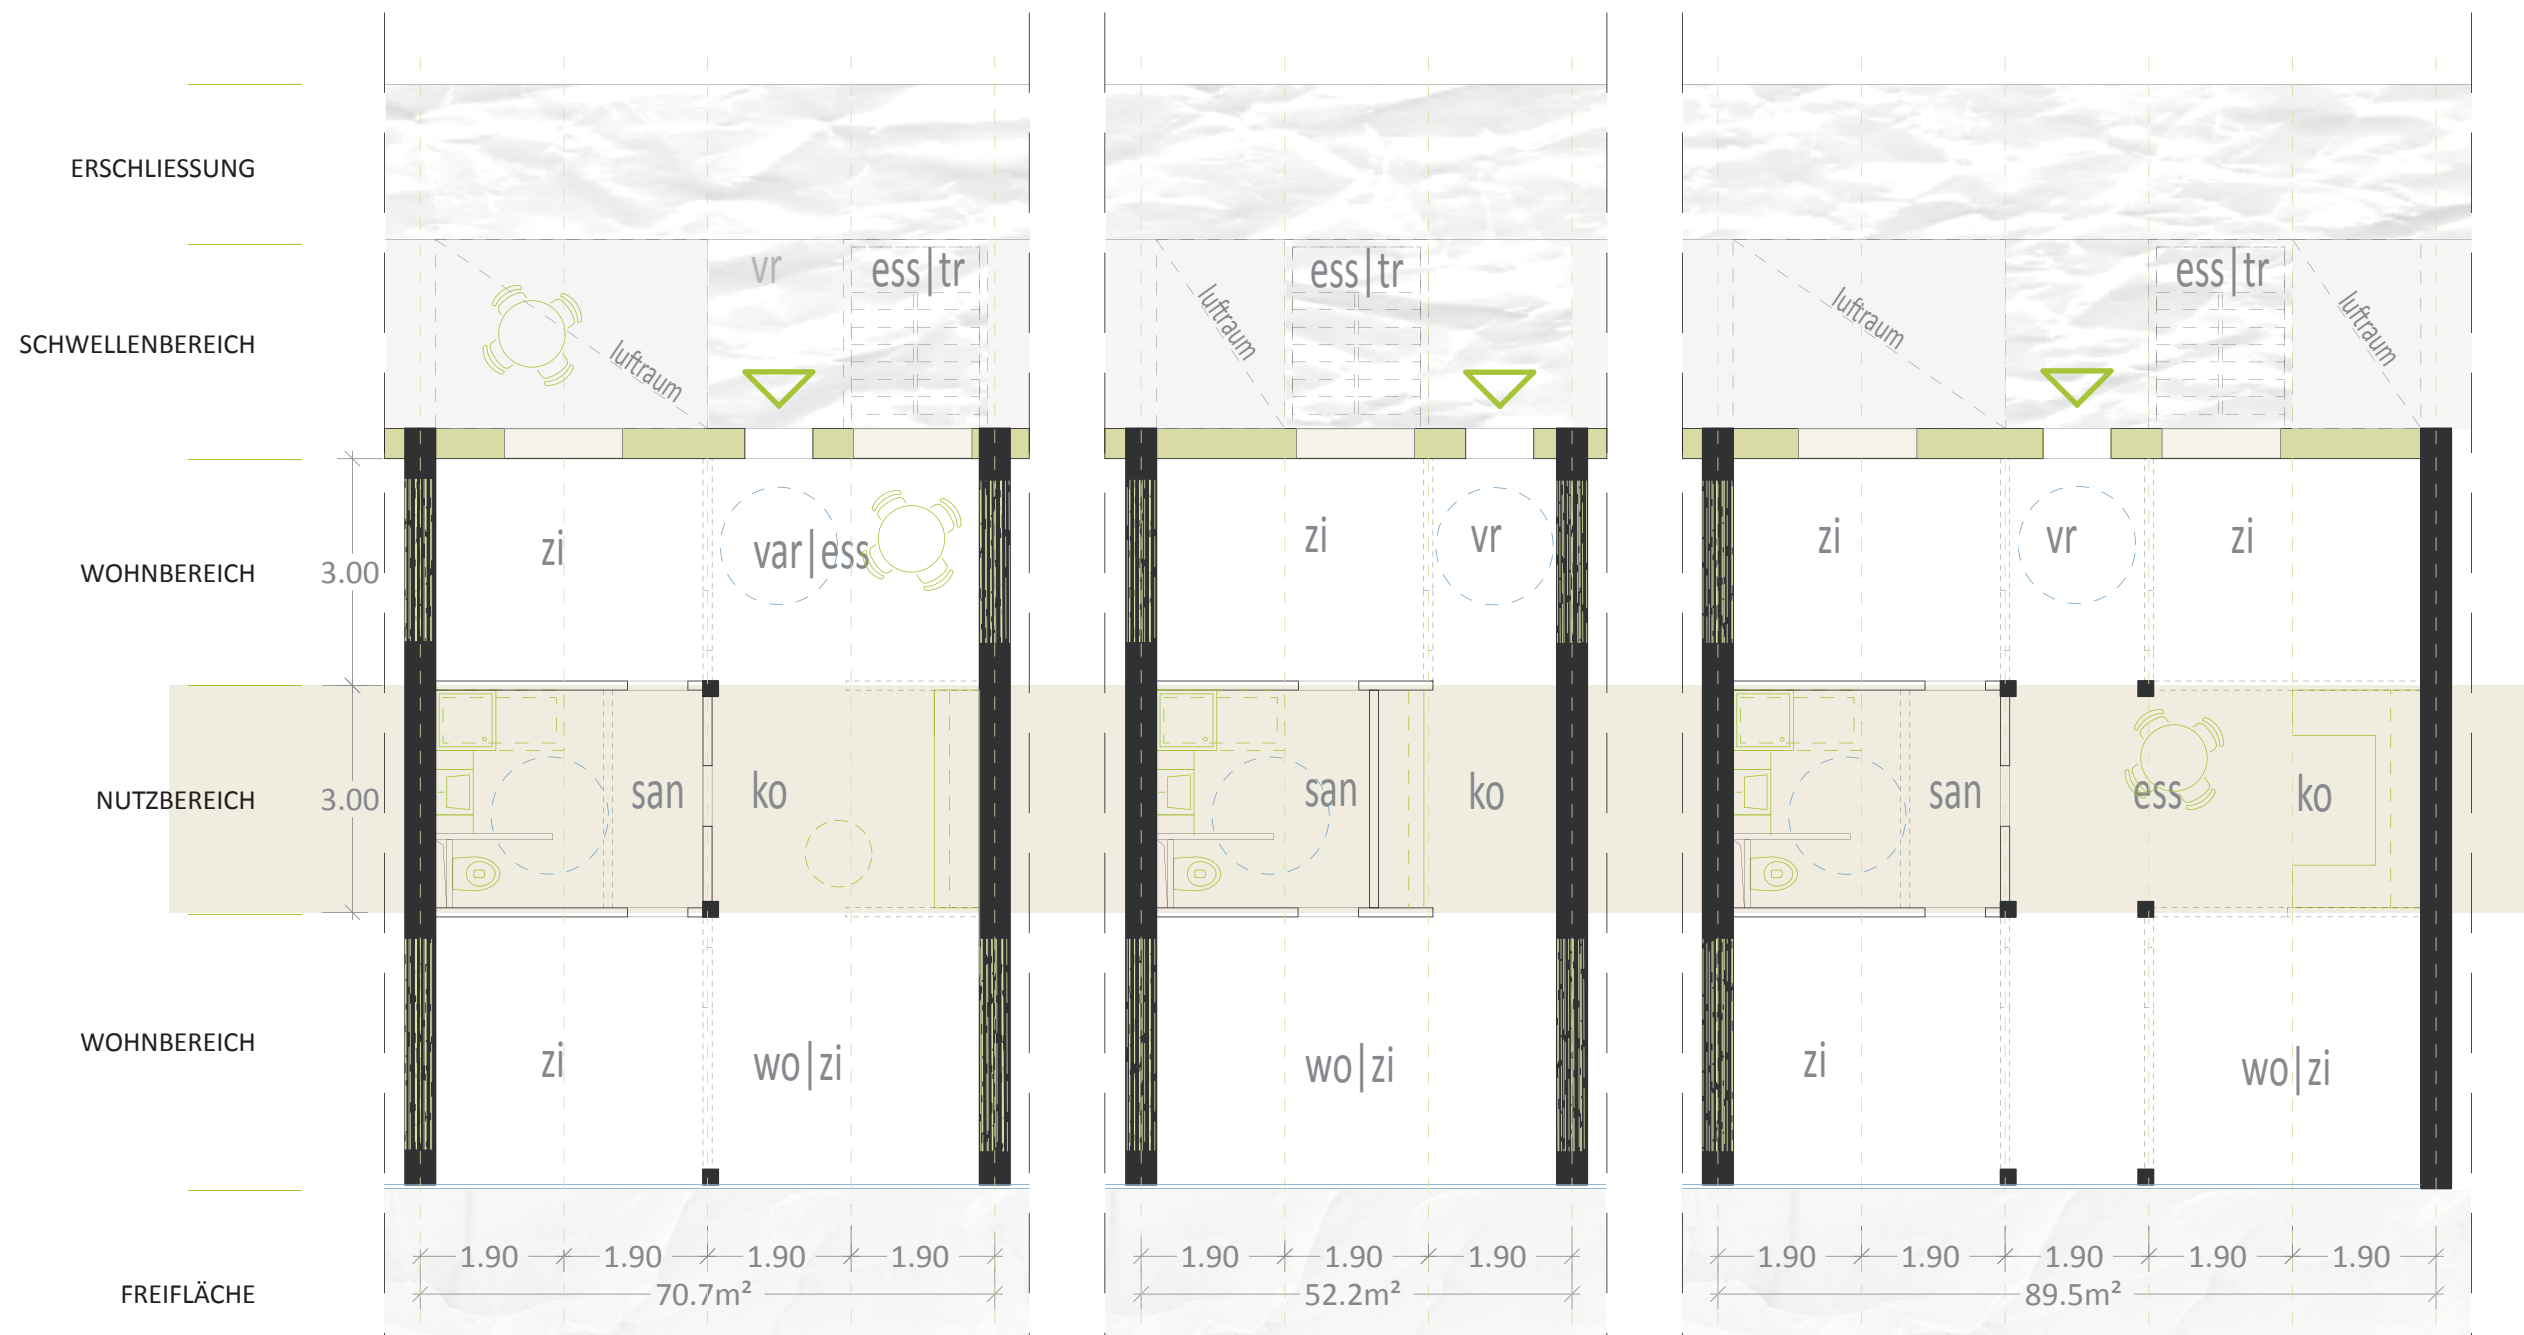 ERSCHLIESSUNG
SCHWELLENBEREICH
vr
ess|tr
luftraum
ess|tr
luftraum
luftraum
ess|tr
luftraum
WOHNBEREICH
3.00
zi
var|ess
zi
vr
zi
vr
zi
NUTZBEREICH
3.00
san
ko
san
ko
san
ess
ko
WOHNBEREICH
zi
wo|zi
wo|zi
zi
wo|zi
FREIFLÄCHE
1.90 1.90 1.90 1.90
70.7m²
1.90 1.90 1.90
52.2m²
1.90 1.90 1.90 1.90 1.90
89.5m²